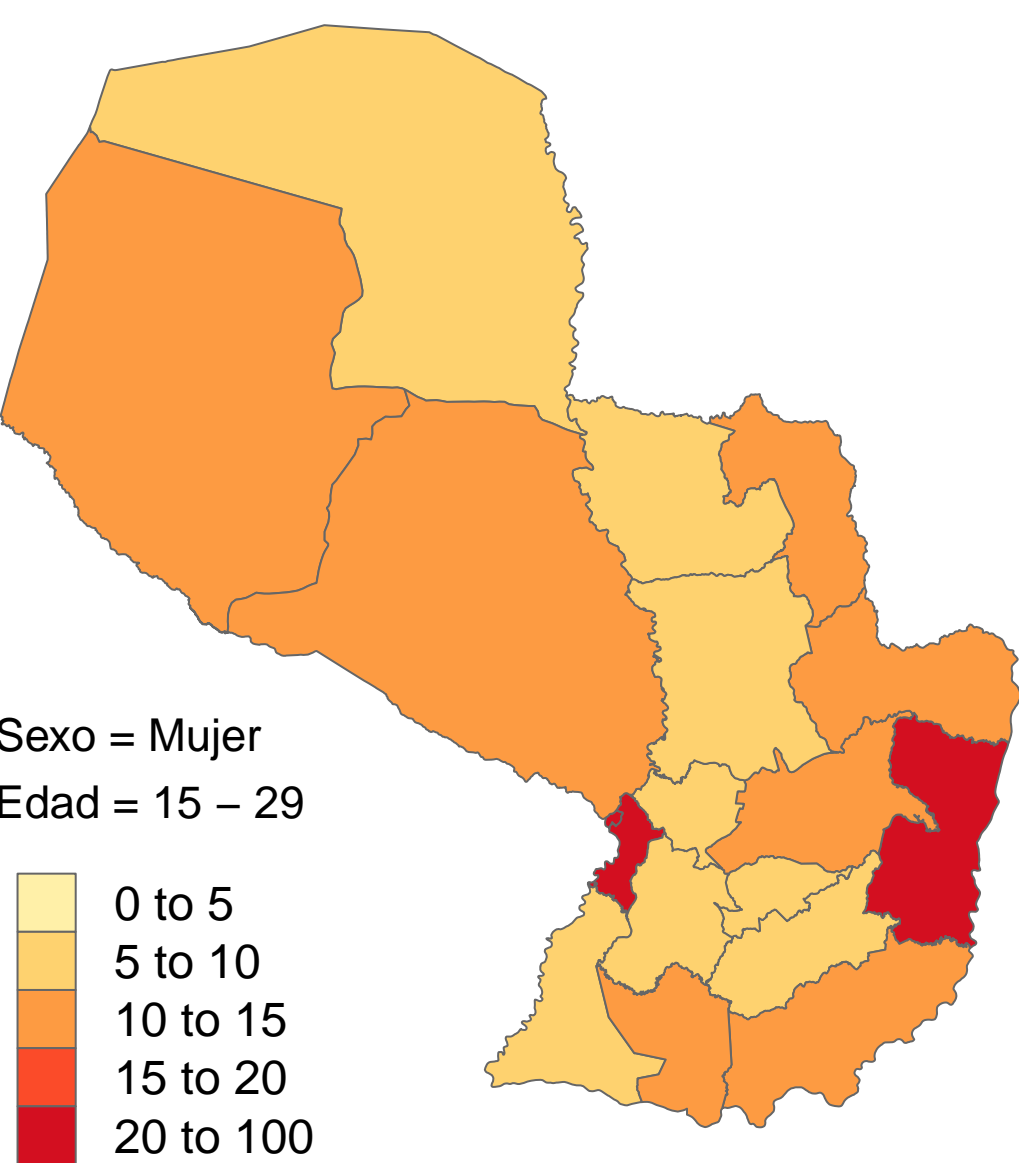 Sexo = Mujer
Edad = 15 – 29
0 to 5
5 to 10
10 to 15
15 to 20
20 to 100